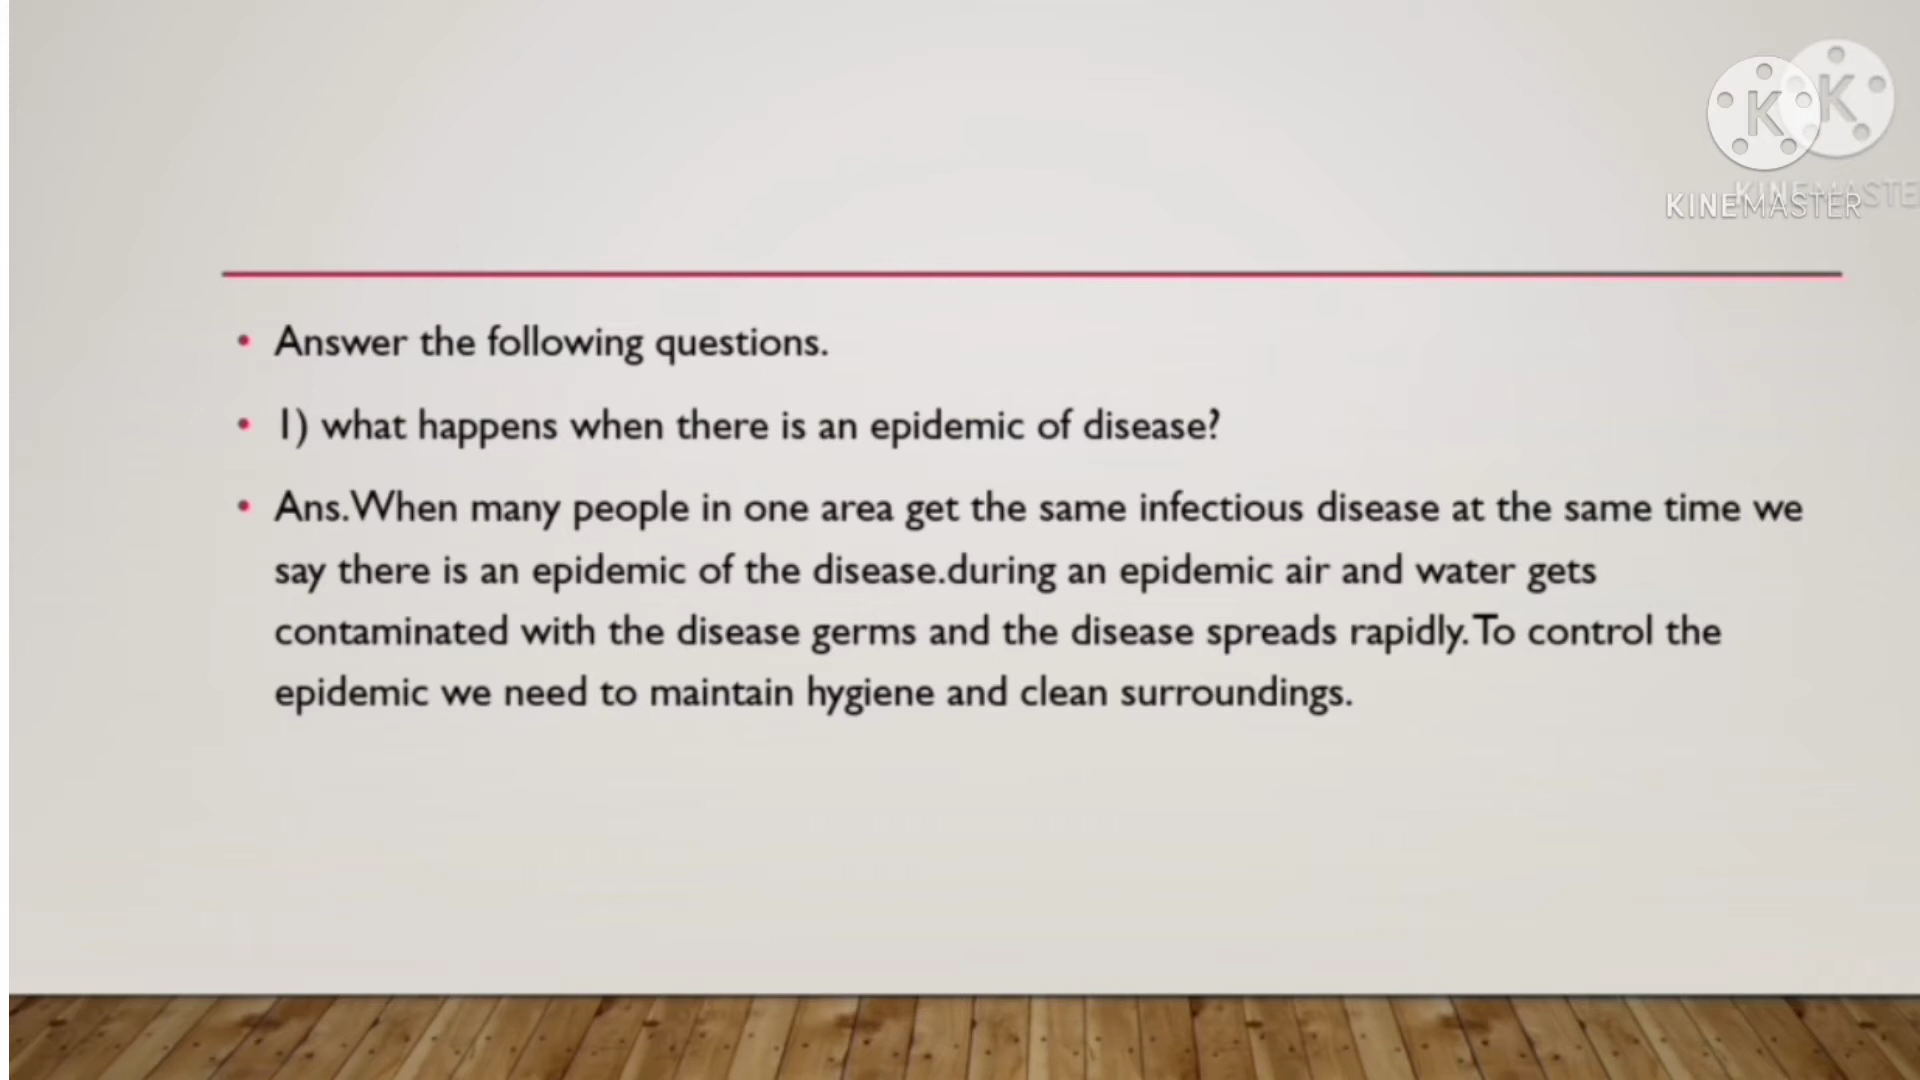 KINEMASTER
KINEMASTER
• Answer the following questions.
• 1) what happens when there is an epidemic of disease?
• Ans.When many people in one area get the same infectious disease at the same time we
say there is an epidemic of the disease.during an epidemic air and water gets
contaminated with the disease germs and the disease spreads rapidly.To control the
epidemic we need to maintain hygiene and clean surroundings.